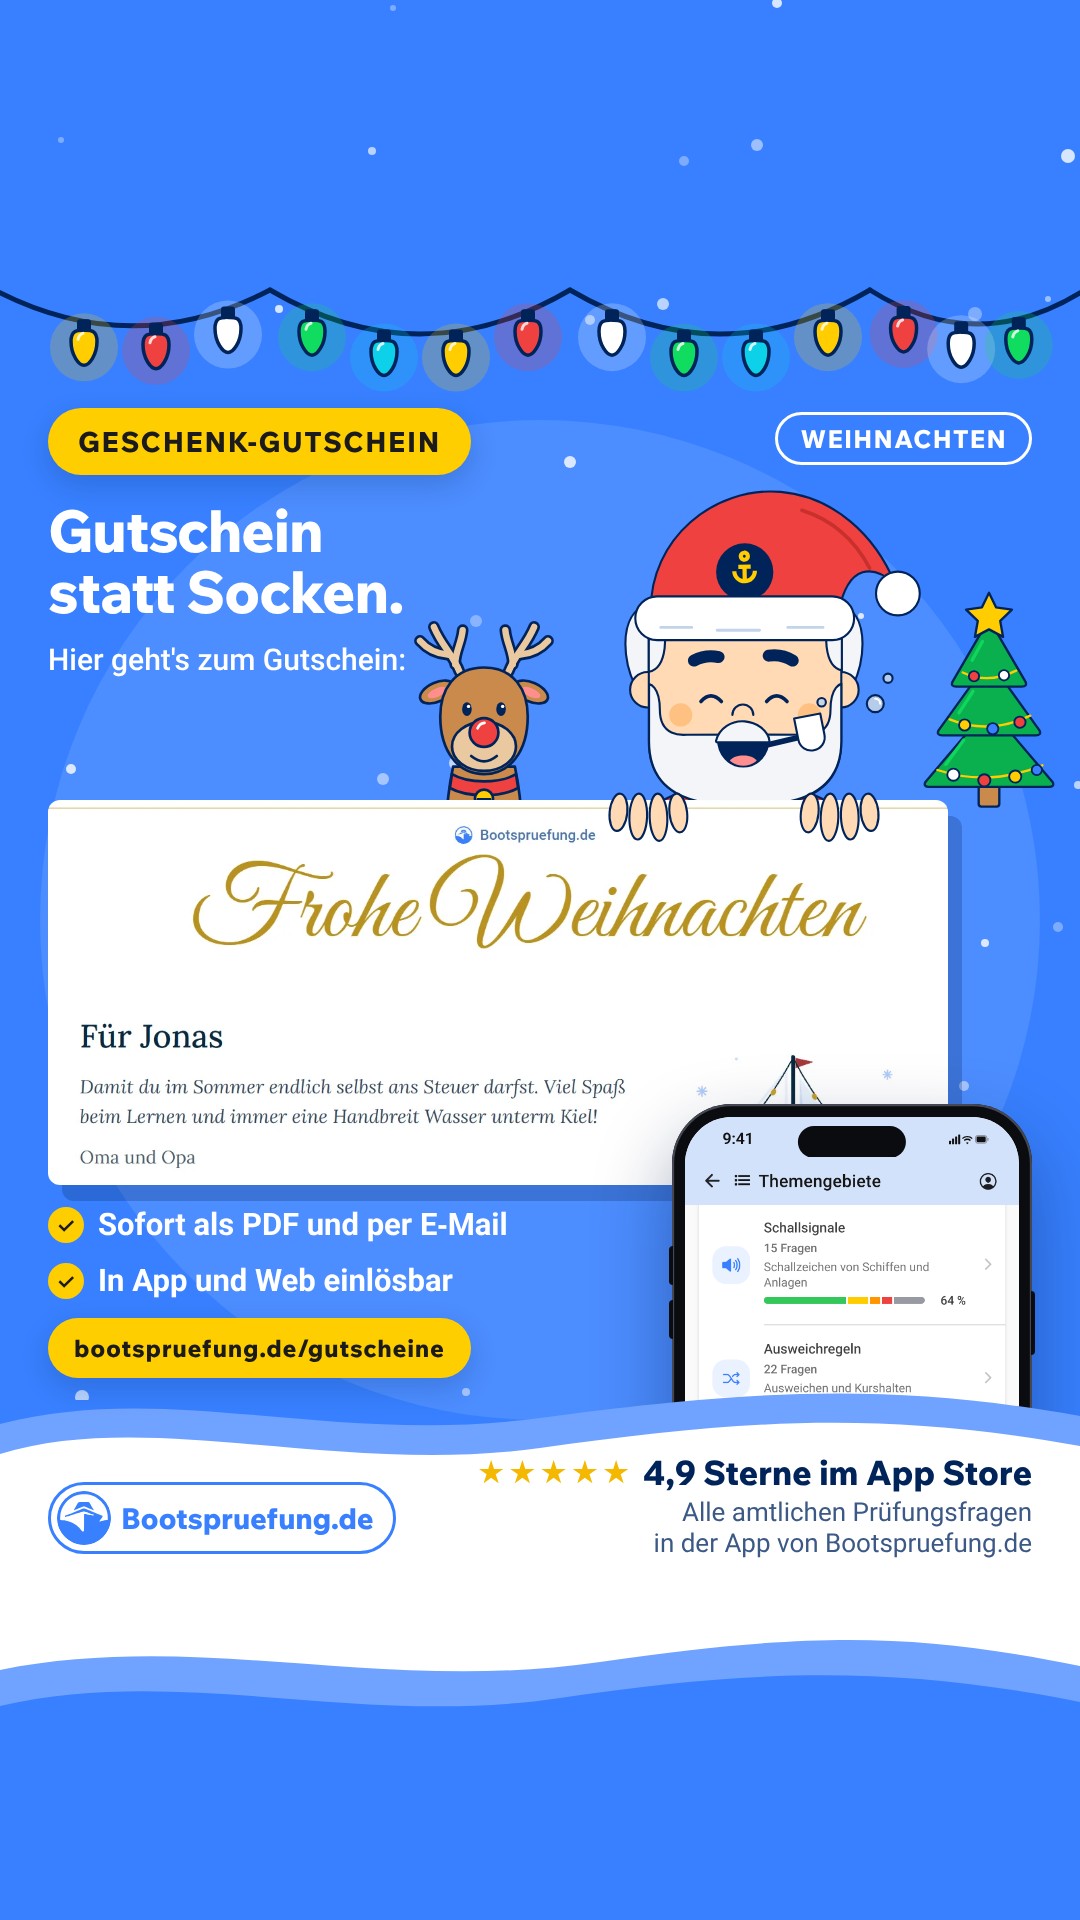 GESCHENK-GUTSCHEIN
WEIHNACHTEN
Gutschein
statt Socken.
Hier geht's zum Gutschein:
Bootspruefung.de
Frohe Weihnachten
Für Jonas
Damit du im Sommer endlich selbst ans Steuer darfst. Viel Spaß
beim Lernen und immer eine Handbreit Wasser unterm Kiel!
Oma und Opa
Sofort als PDF und per E-Mail
In App und Web einlösbar
bootspruefung.de/gutscheine
9:41
Themengebiete
Schallsignale
15 Fragen
Schallzeichen von Schiffen und
Anlagen
64 %
Ausweichregeln
22 Fragen
Ausweichen und Kurshalten
Bootspruefung.de
★★★★★ 4,9 Sterne im App Store
Alle amtlichen Prüfungsfragen
in der App von Bootspruefung.de